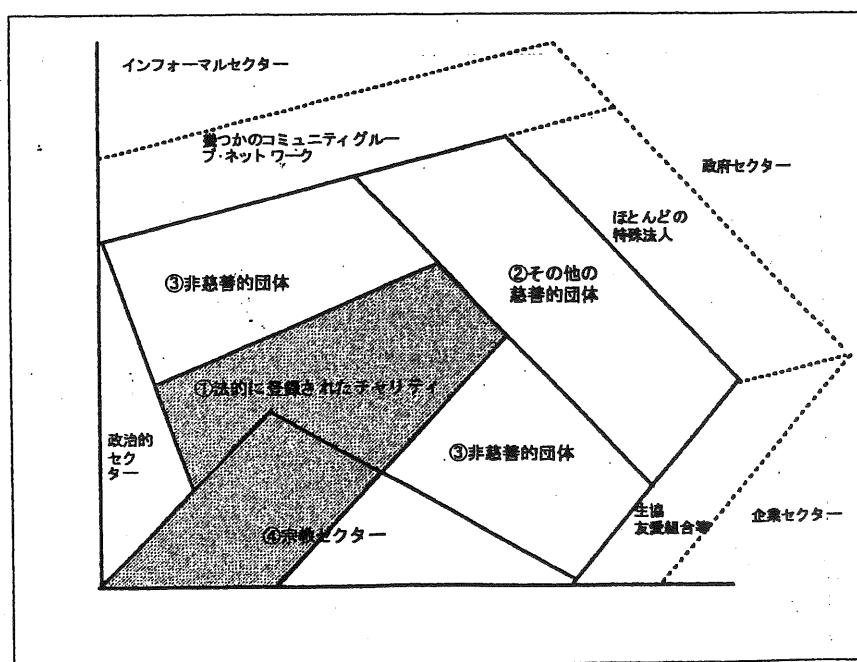 インフォーマルセクター
幾つかのコミュニティグルー
プ・ネットワーク
政府セクター
ほとんどの
特殊法人
③非慈善的団体
②その他の
慈善的団体
①法的に登録されたチャリティ
政治的
セク
ター
③非慈善的団体
④宗教セクター
生協
友愛組合等
企業セクター